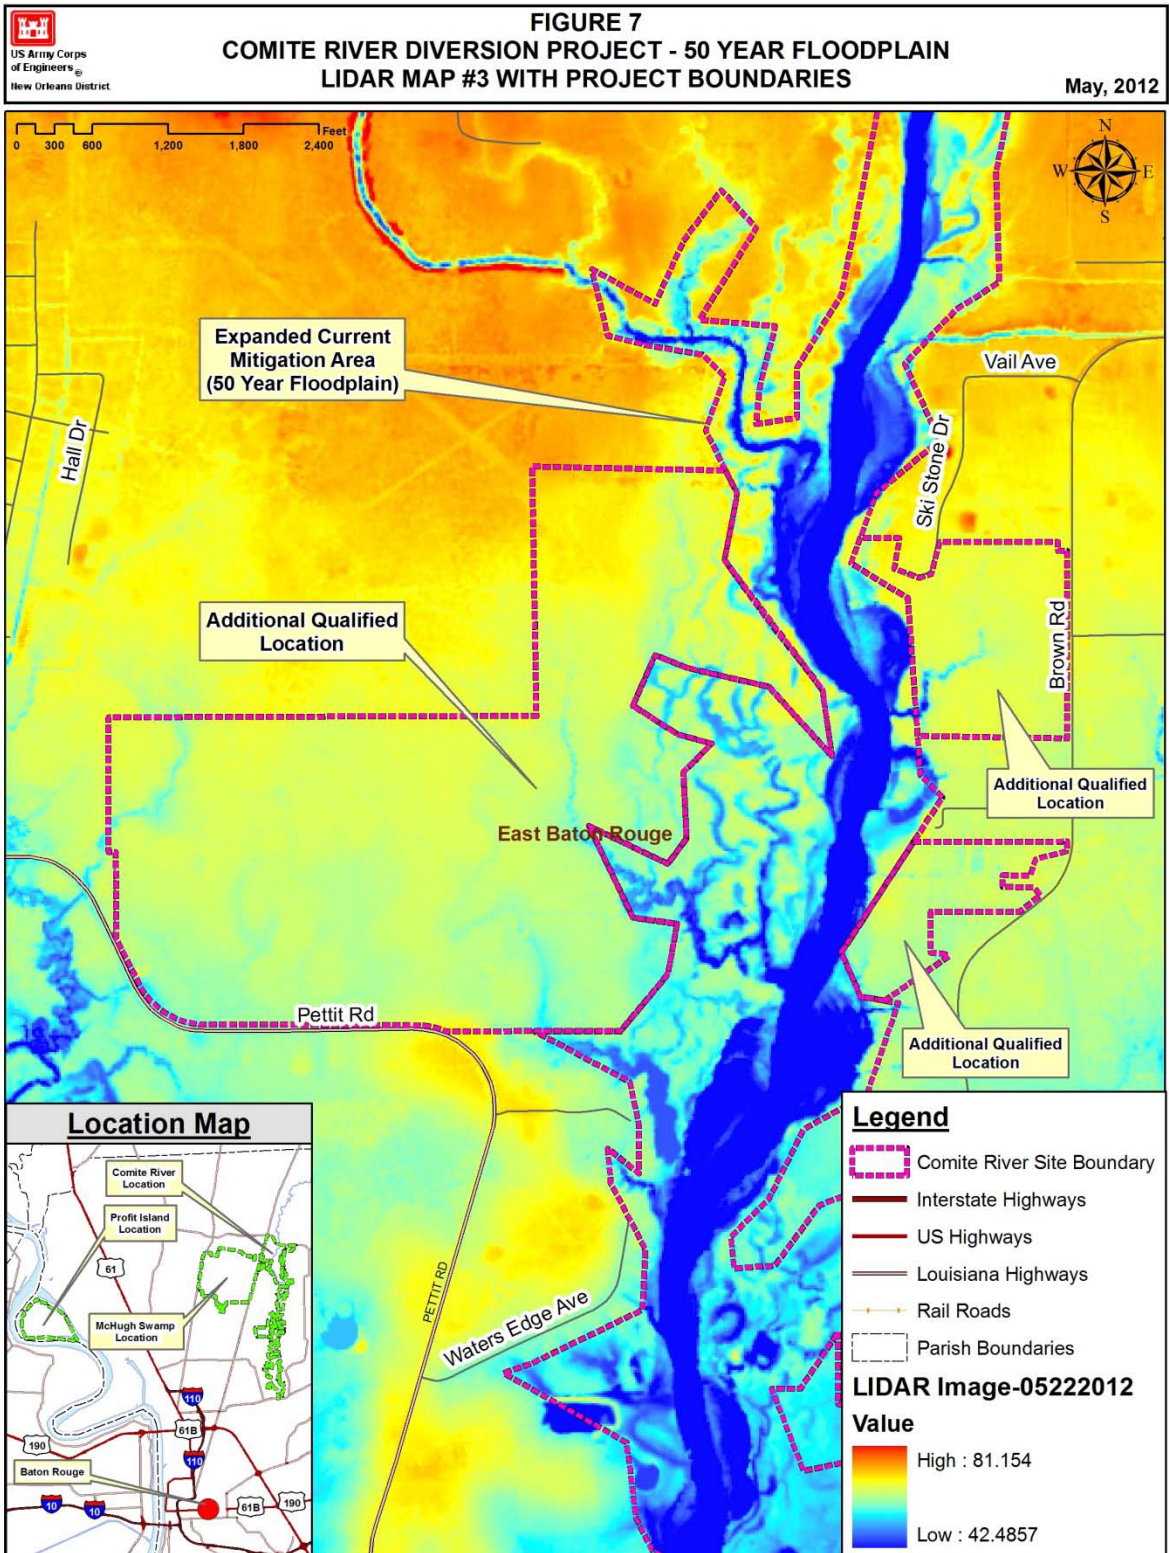 US Army Corps
of Engineers®
New Orleans District
FIGURE 7
COMITE RIVER DIVERSION PROJECT - 50 YEAR FLOODPLAIN
LIDAR MAP #3 WITH PROJECT BOUNDARIES
May, 2012
Feet
0 300 600 1,200 1,800 2,400
N
W E
S
Expanded Current
Mitigation Area
(50 Year Floodplain)
Vail Ave
Hall Dr
Ski Stone Dr
Additional Qualified
Location
Brown Rd
Additional Qualified
Location
East Baton Rouge
Pettit Rd
Additional Qualified
Location
PETTIT RD
Waters Edge Ave
Location Map
Comite River
Location
Profit Island
Location
61
McHugh Swamp
Location
110
61B
190
110
Baton Rouge
10
10
61B
190
Legend
Comite River Site Boundary
Interstate Highways
US Highways
Louisiana Highways
Rail Roads
Parish Boundaries
LIDAR Image-05222012
Value
High : 81.154
Low : 42.4857